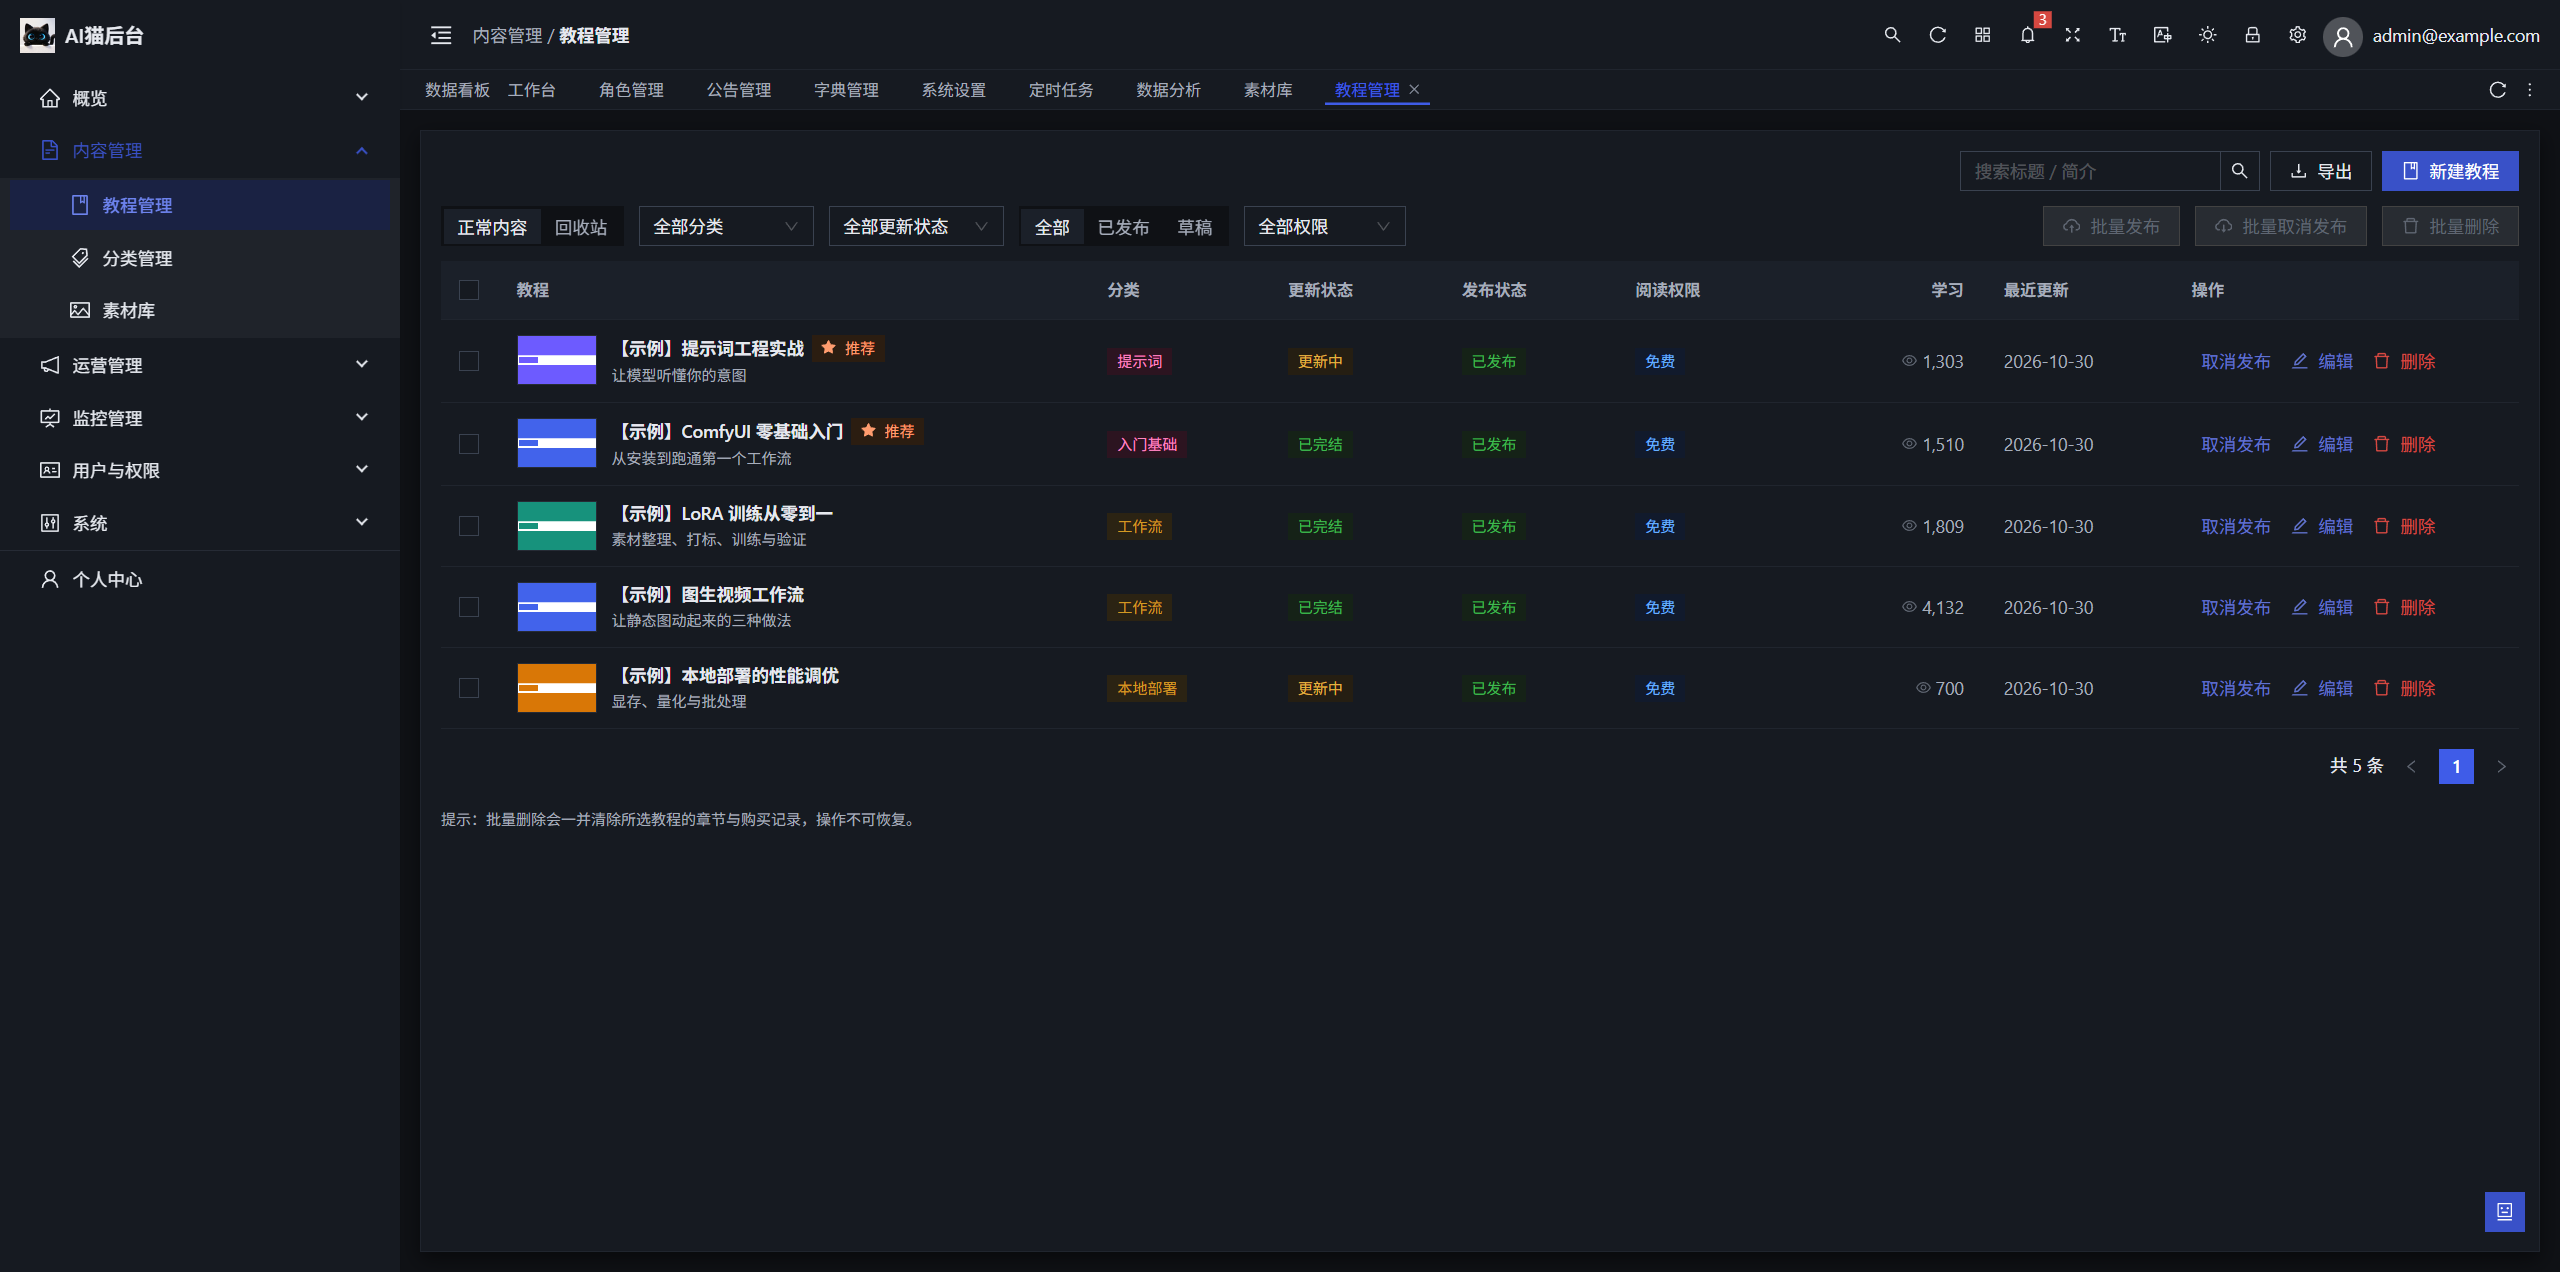 AI猫后台
内容管理 / 教程管理
3
admin@example.com
概览
内容管理
教程管理
分类管理
素材库
运营管理
监控管理
用户与权限
系统
个人中心
数据看板 工作台 角色管理 公告管理 字典管理 系统设置 定时任务 数据分析 素材库 教程管理
搜索标题 / 简介 导出 新建教程
正常内容 回收站 全部分类 全部更新状态 全部 已发布 草稿 全部权限 批量发布 批量取消发布 批量删除
教程 分类 更新状态 发布状态 阅读权限 学习 最近更新 操作
【示例】提示词工程实战 推荐
让模型听懂你的意图
提示词 更新中 已发布 免费 1,303 2026-10-30 取消发布 编辑 删除
【示例】ComfyUI 零基础入门 推荐
从安装到跑通第一个工作流
入门基础 已完结 已发布 免费 1,510 2026-10-30 取消发布 编辑 删除
【示例】LoRA 训练从零到一
素材整理、打标、训练与验证
工作流 已完结 已发布 免费 1,809 2026-10-30 取消发布 编辑 删除
【示例】图生视频工作流
让静态图动起来的三种做法
工作流 已完结 已发布 免费 4,132 2026-10-30 取消发布 编辑 删除
【示例】本地部署的性能调优
显存、量化与批处理
本地部署 更新中 已发布 免费 700 2026-10-30 取消发布 编辑 删除
共 5 条 1
提示：批量删除会一并清除所选教程的章节与购买记录，操作不可恢复。